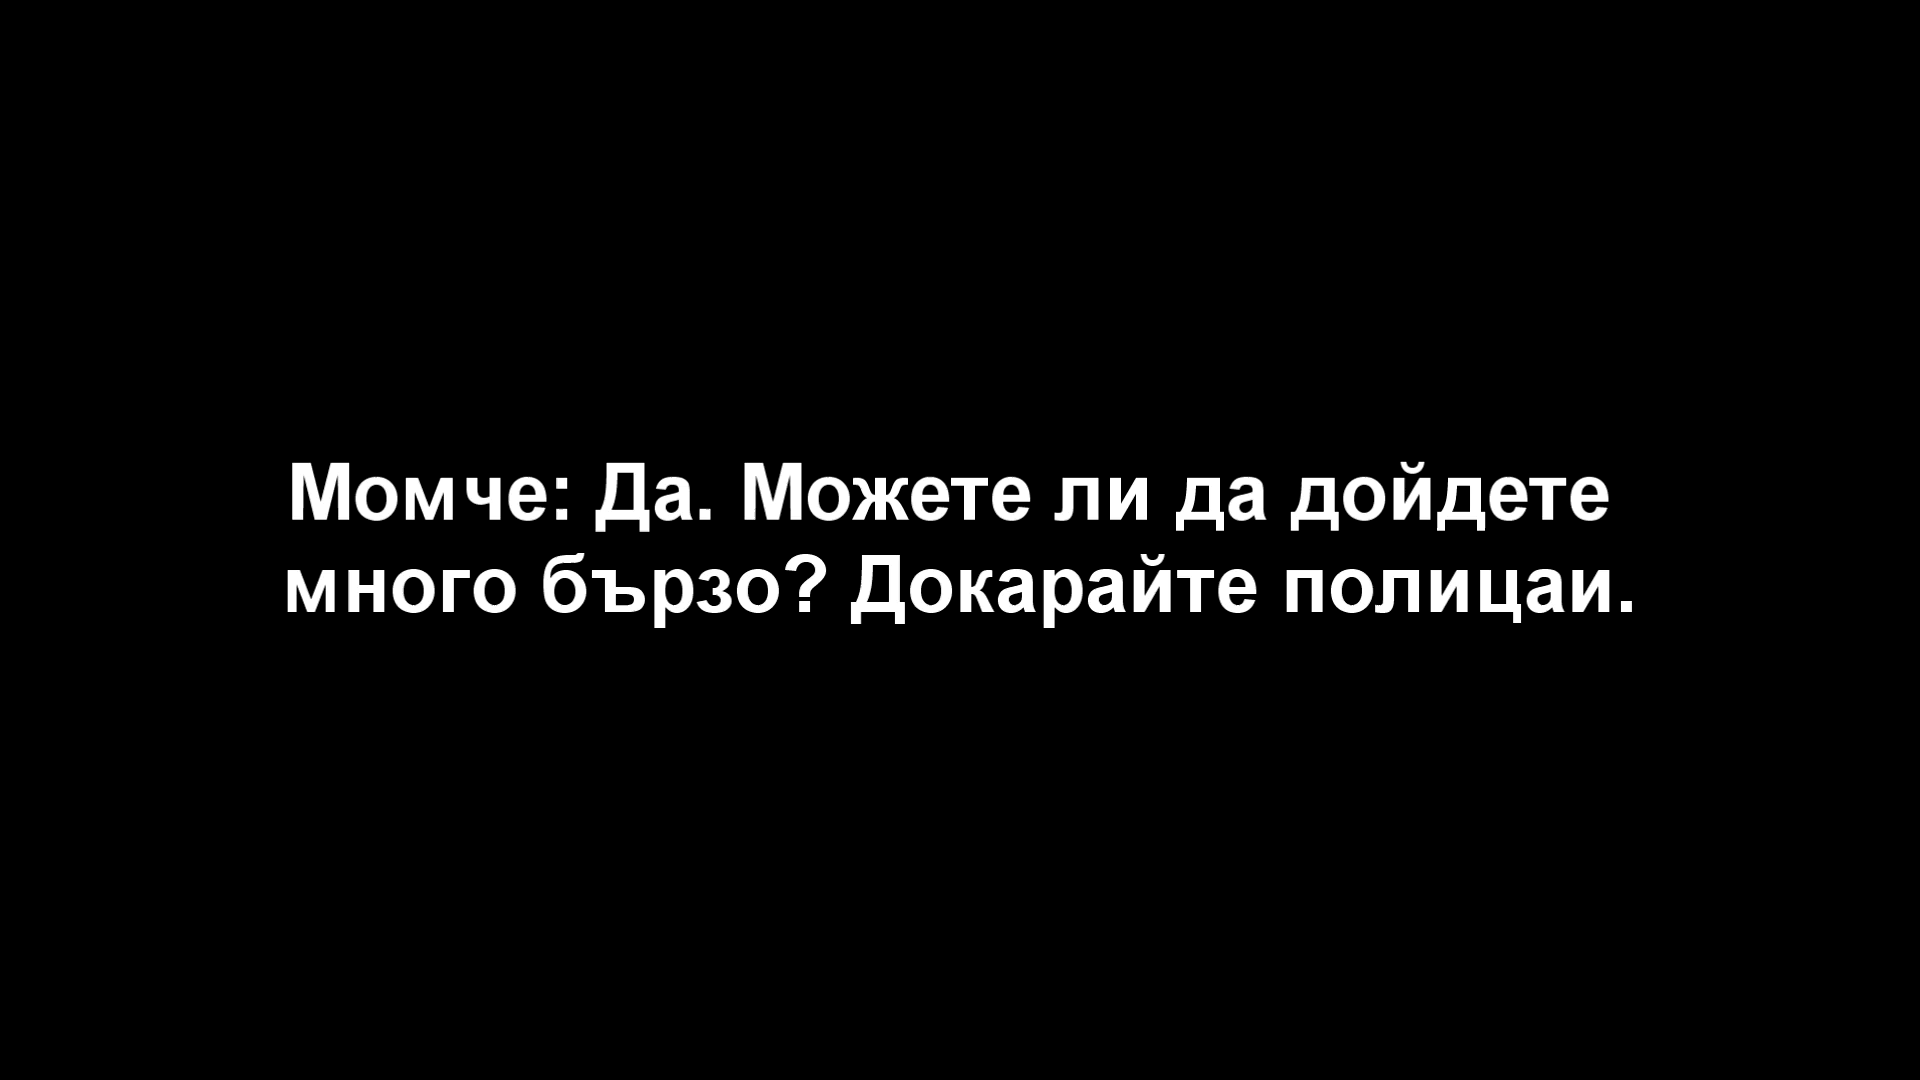 Момче: Да. Можете ли да дойдете
много бързо? Докарайте полицаи.